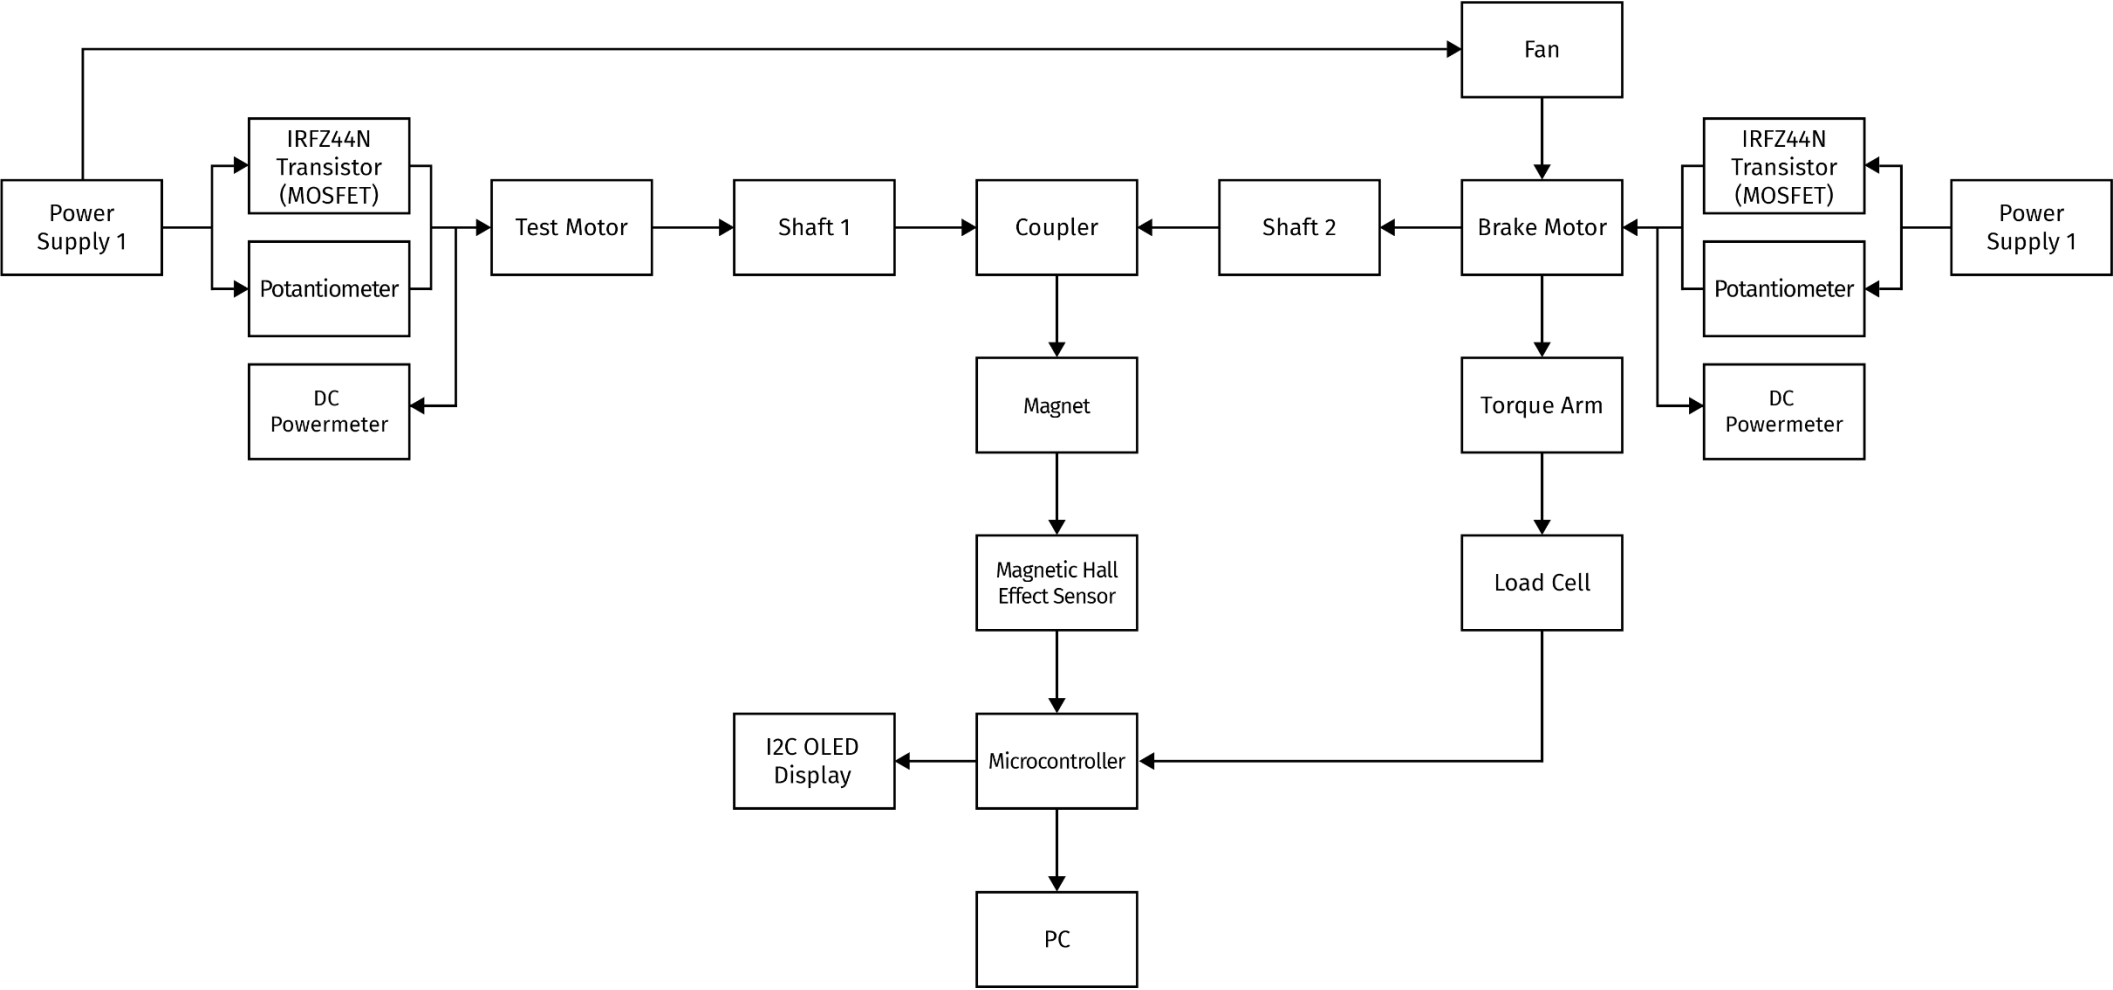 Fan
IRFZ44N
Transistor
(MOSFET)
IRFZ44N
Transistor
(MOSFET)
Power
Supply 1
Test Motor
Shaft 1
Coupler
Shaft 2
Brake Motor
Power
Supply 1
Potantiometer
Potantiometer
DC
Powermeter
Magnet
Torque Arm
DC
Powermeter
Magnetic Hall
Effect Sensor
Load Cell
I2C OLED
Display
Microcontroller
PC